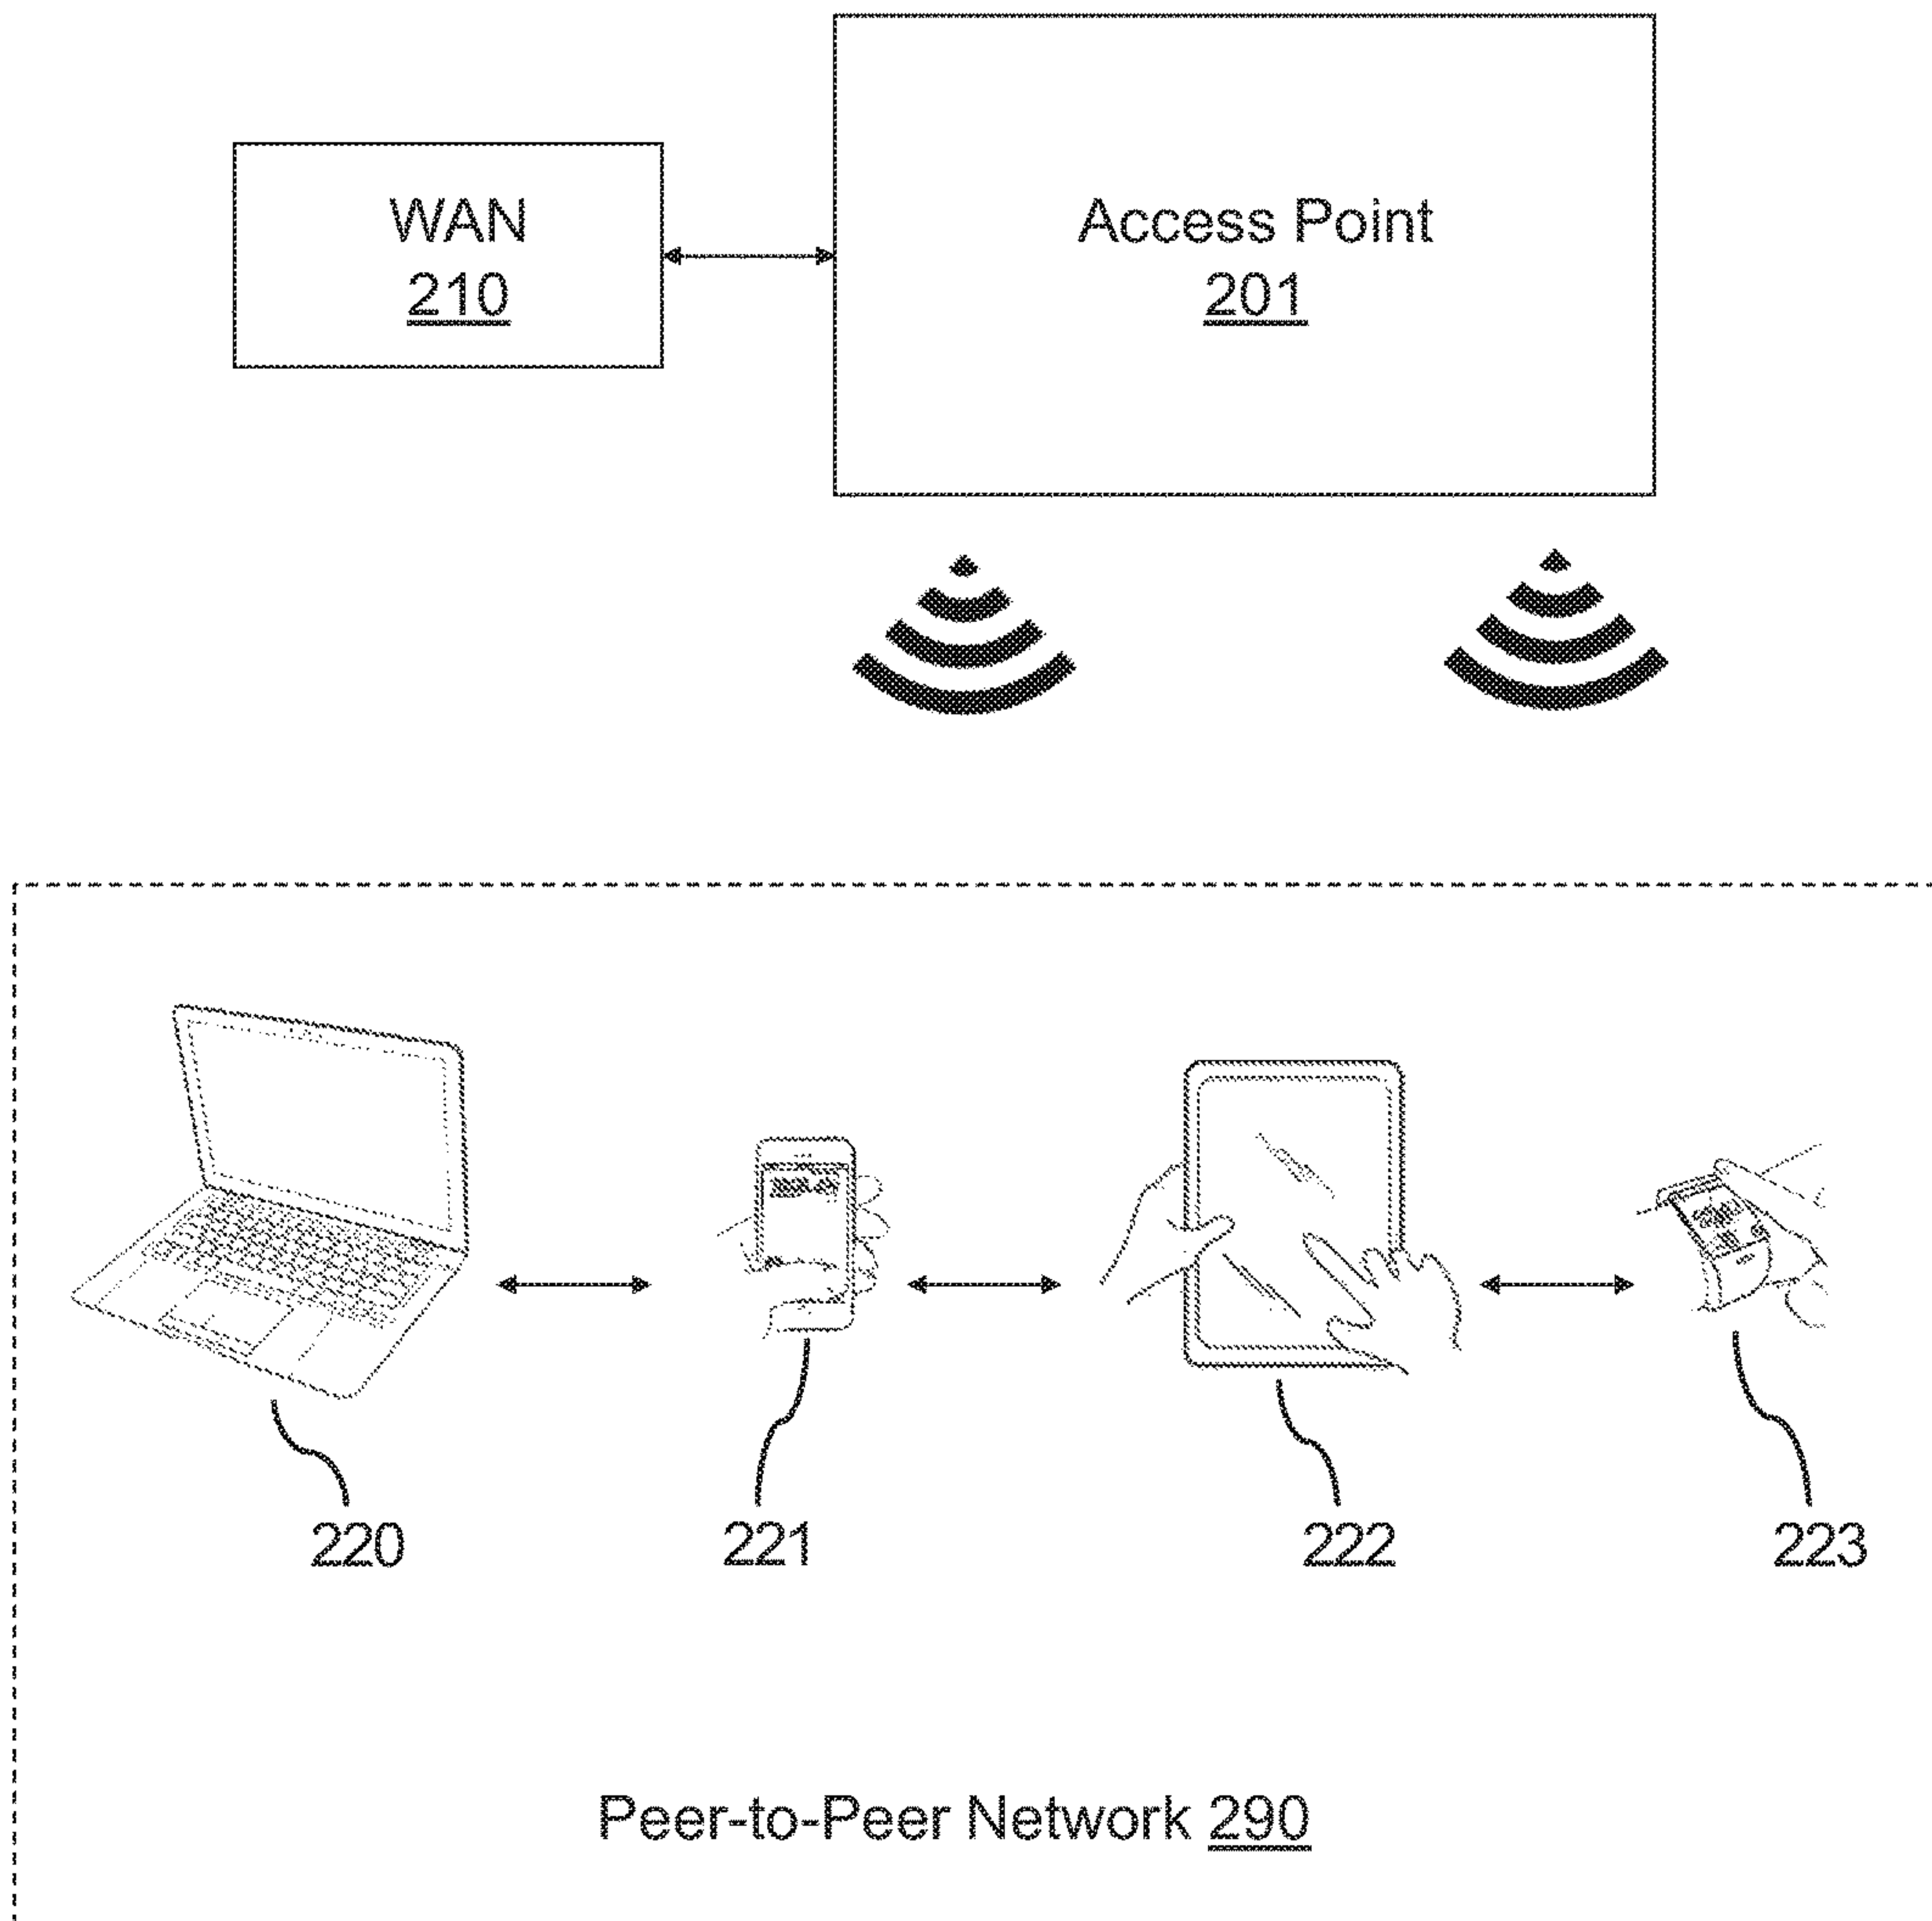 WAN
210
Access Point
201
220
221
222
223
Peer-to-Peer Network 290